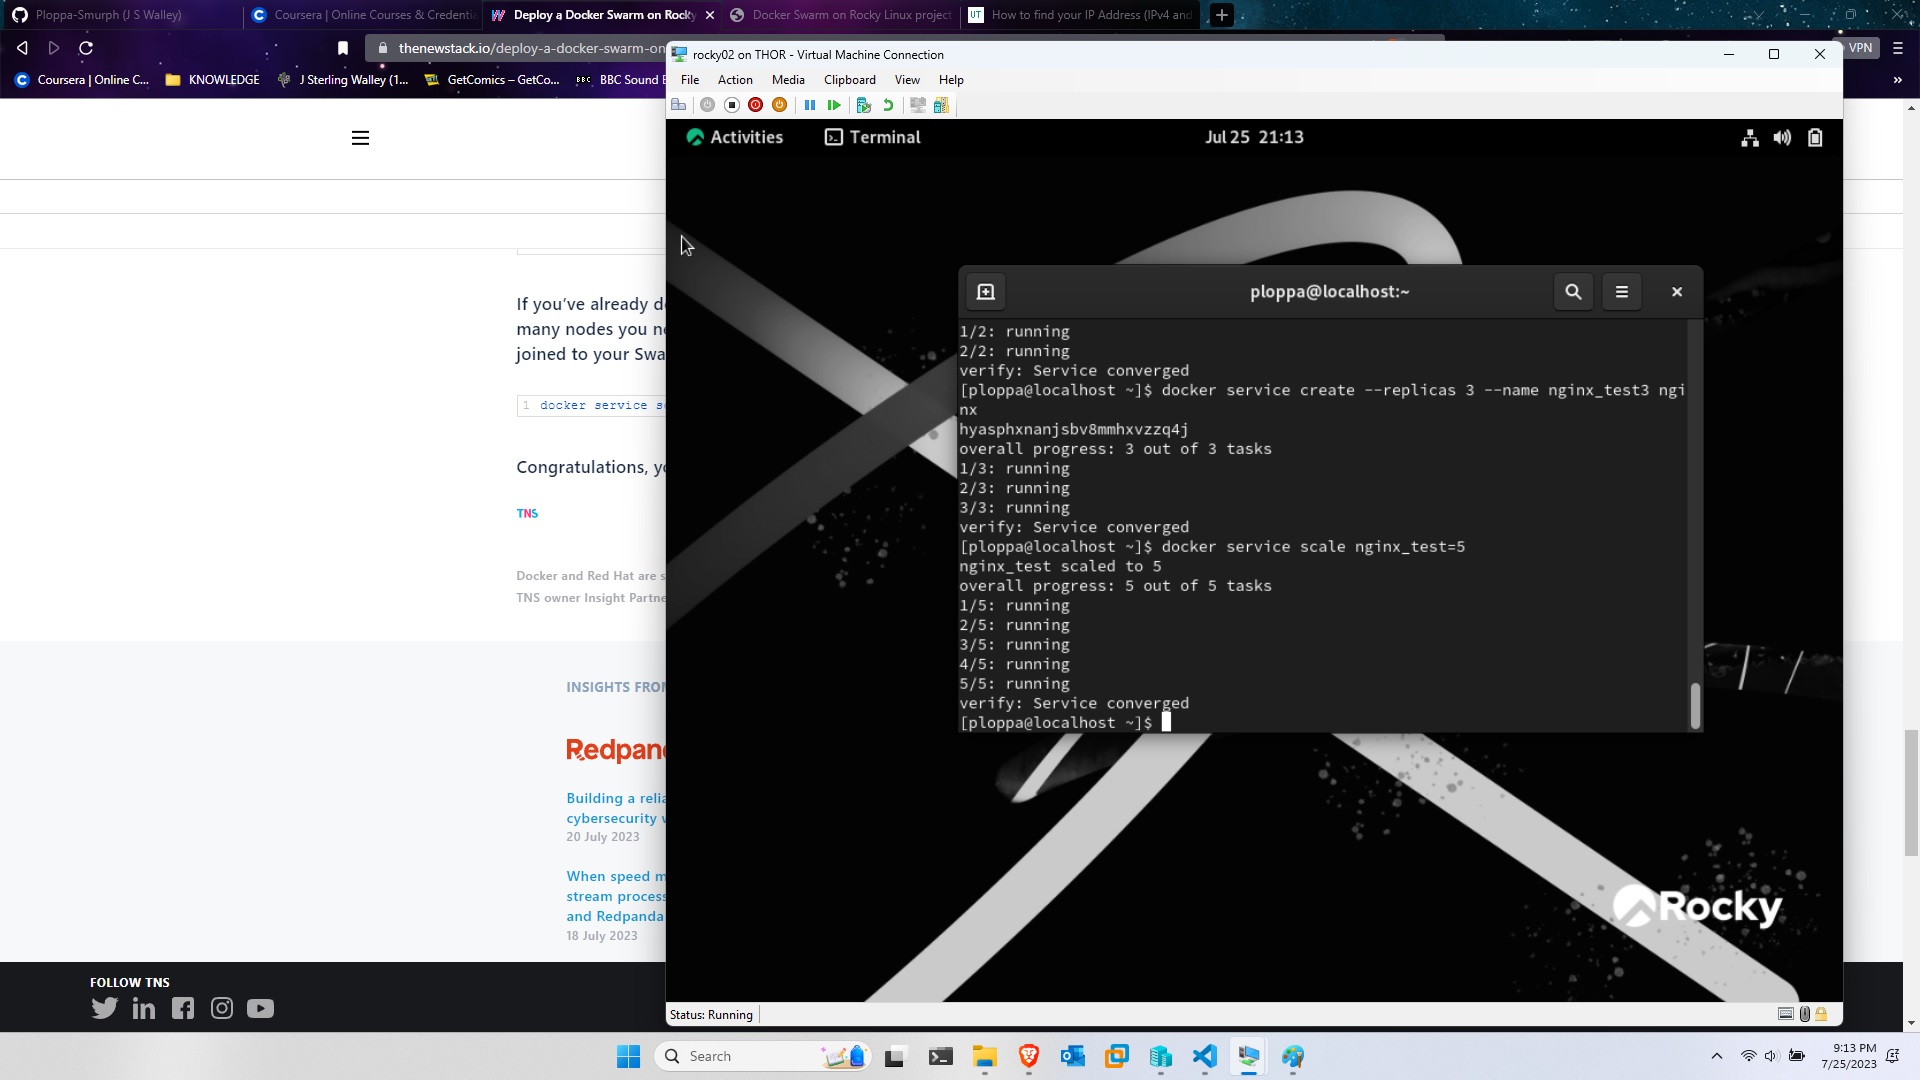 Ploppa-Smurph (J S Walley)
Coursera | Online Courses & Credentia
Deploy a Docker Swarm on Rocky
Docker Swarm on Rocky Linux project
How to find your IP Address (IPv4 and
thenewstack.io/deploy-a-docker-swarm-on
VPN
Coursera | Online C...
KNOWLEDGE
J Sterling Walley (1...
GetComics – GetCo...
BBC Sound E
rocky02 on THOR - Virtual Machine Connection
File Action Media Clipboard View Help
Activities
Terminal
Jul 25 21:13
If you've already d
many nodes you n
joined to your Swa
1 docker service s
Congratulations, y
TNS
Docker and Red Hat are s
TNS owner Insight Partne
INSIGHTS FRO
Redpan
Building a relia
cybersecurity
20 July 2023
When speed m
stream process
and Redpanda
18 July 2023
FOLLOW TNS
ploppa@localhost:~
1/2: running
2/2: running
verify: Service converged
[ploppa@localhost ~]$ docker service create --replicas 3 --name nginx_test3 ngi
nx
hyasphxnanjsbv8mmhxvzzq4j
overall progress: 3 out of 3 tasks
1/3: running
2/3: running
3/3: running
verify: Service converged
[ploppa@localhost ~]$ docker service scale nginx_test=5
nginx_test scaled to 5
overall progress: 5 out of 5 tasks
1/5: running
2/5: running
3/5: running
4/5: running
5/5: running
verify: Service converged
[ploppa@localhost ~]$
Rocky
Status: Running
Search
9:13 PM
7/25/2023